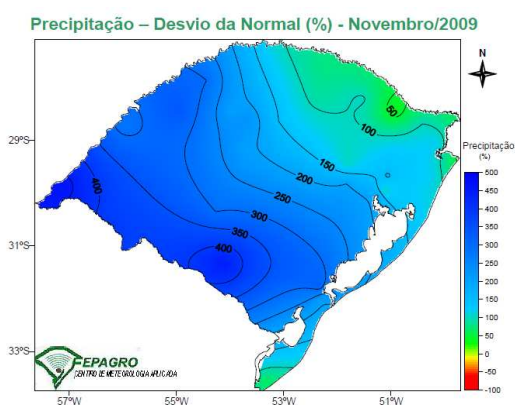 Precipitação – Desvio da Normal (%) - Novembro/2009
N
50
100
29°S
150
Precipitação
(%)
200
400
250
300
350
400
31°S
33°S
500
450
400
350
300
250
200
150
100
50
0
-50
-100
FEPAGRO
CENTRO DE METEOROLOGIA APLICADA
57°W
55°W
53°W
51°W